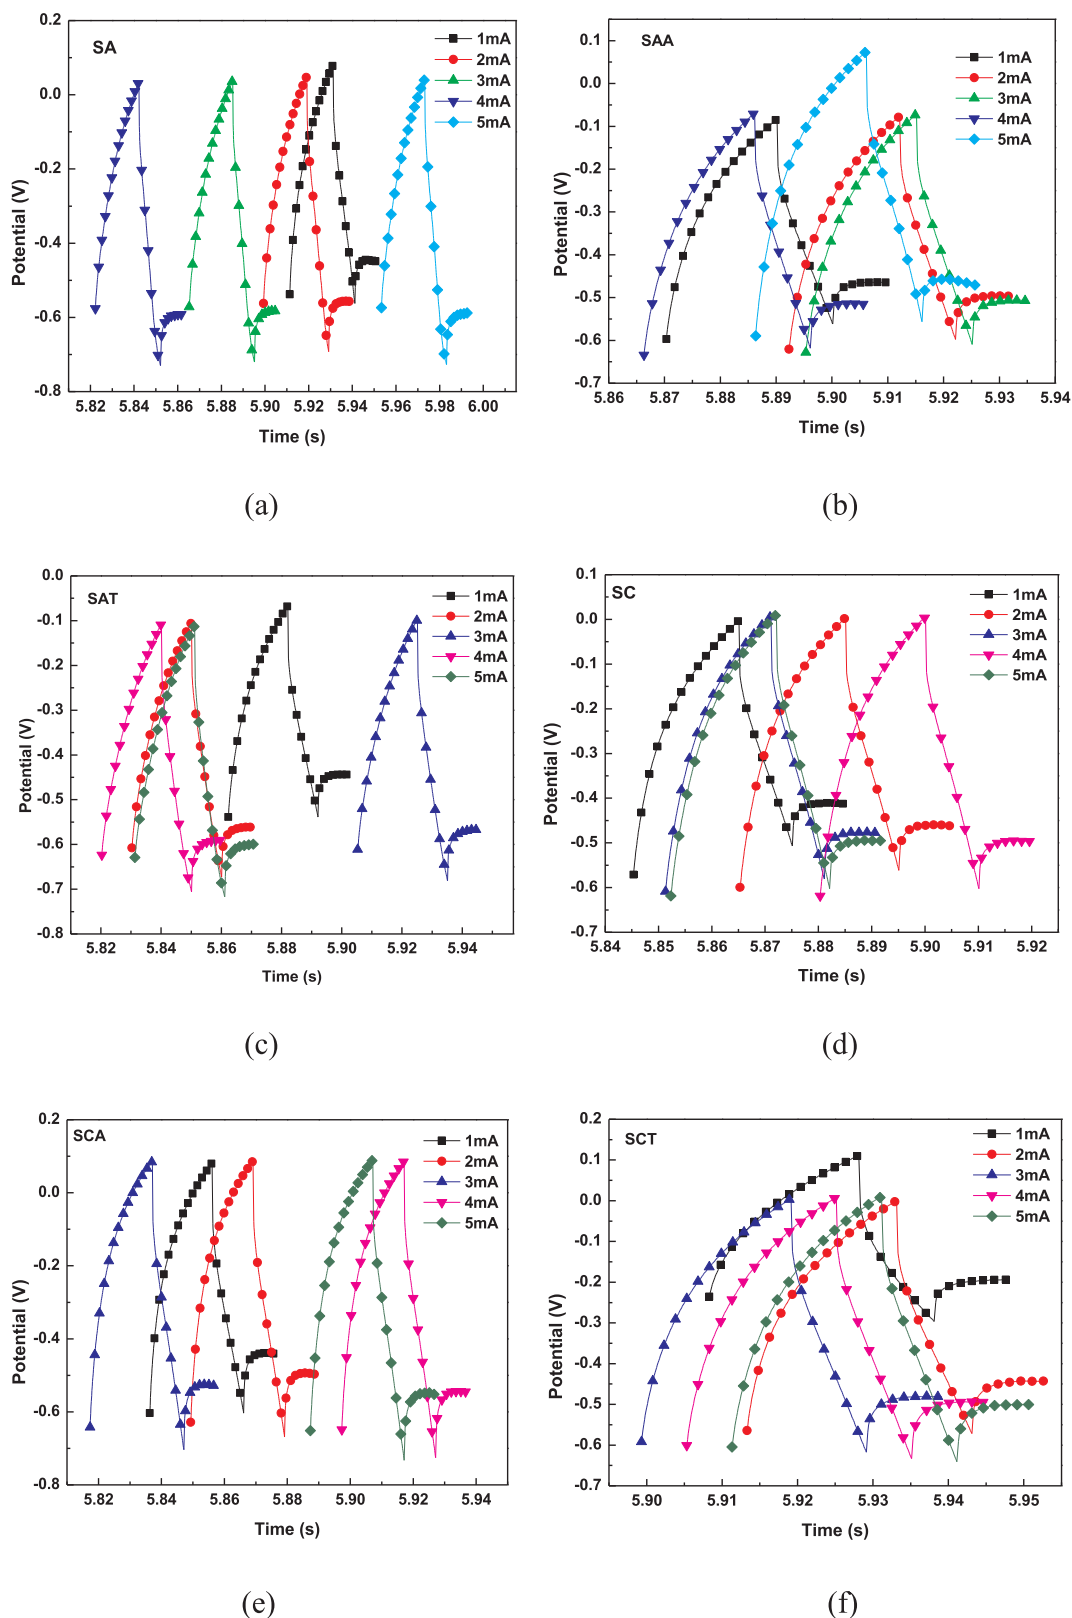 SA
1mA
2mA
3mA
4mA
5mA
0.2
0.0
-0.2
-0.4
-0.6
-0.8
Potential (V)
5.82 5.84 5.86 5.88 5.90 5.92 5.94 5.96 5.98 6.00
Time (s)
(a)
SAA
1mA
2mA
3mA
4mA
5mA
0.1
0.0
-0.1
-0.2
-0.3
-0.4
-0.5
-0.6
-0.7
Potential (V)
5.86 5.87 5.88 5.89 5.90 5.91 5.92 5.93 5.94
Time (s)
(b)
SAT
1mA
2mA
3mA
4mA
5mA
0.0
-0.1
-0.2
-0.3
-0.4
-0.5
-0.6
-0.7
-0.8
Potential (V)
5.82 5.84 5.86 5.88 5.90 5.92 5.94
Time (s)
(c)
SC
1mA
2mA
3mA
4mA
5mA
0.1
0.0
-0.1
-0.2
-0.3
-0.4
-0.5
-0.6
-0.7
Potential (V)
5.84 5.85 5.86 5.87 5.88 5.89 5.90 5.91 5.92
Time (s)
(d)
SCA
1mA
2mA
3mA
4mA
5mA
0.2
0.0
-0.2
-0.4
-0.6
-0.8
Potential (V)
5.82 5.84 5.86 5.88 5.90 5.92 5.94
Time (s)
(e)
SCT
1mA
2mA
3mA
4mA
5mA
0.2
0.1
0.0
-0.1
-0.2
-0.3
-0.4
-0.5
-0.6
-0.7
Potential (V)
5.90 5.91 5.92 5.93 5.94 5.95
Time (s)
(f)